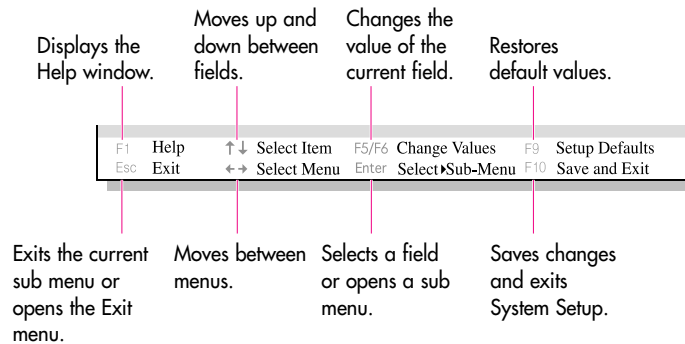 Displays the
Help window.
Moves up and
down between
fields.
Changes the
value of the
current field.
Restores
default values.
F1 Help ↑↓ Select Item F5/F6 Change Values F9 Setup Defaults
Esc Exit ←→ Select Menu Enter Select▸Sub-Menu F10 Save and Exit
Exits the current
sub menu or
opens the Exit
menu.
Moves between
menus.
Selects a field
or opens a sub
menu.
Saves changes
and exits
System Setup.